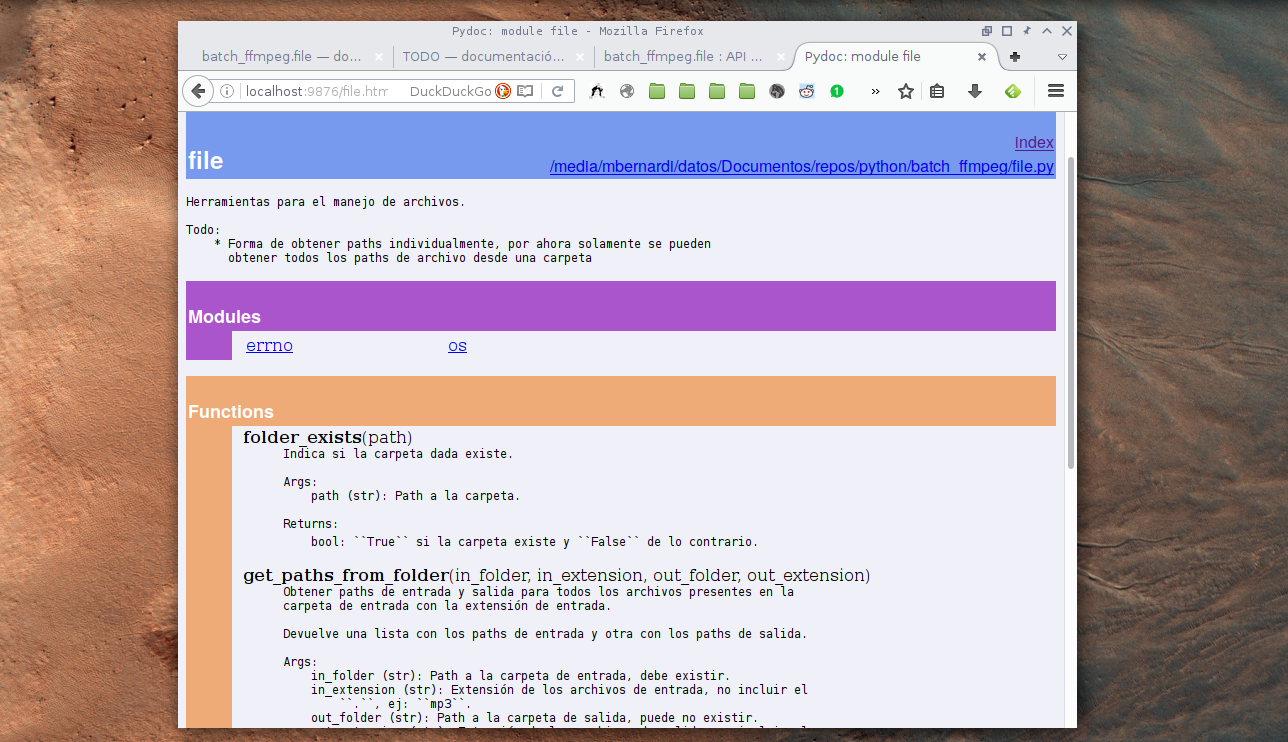 Pydoc: module file - Mozilla Firefox
batch_ffmpeg.file — do...
TODO — documentació...
batch_ffmpeg.file : API ...
Pydoc: module file
localhost:9876/file.htm
DuckDuckGo
1
index
file
/media/mbernardi/datos/Documentos/repos/python/batch_ffmpeg/file.py
Herramientas para el manejo de archivos.
Todo:
* Forma de obtener paths individualmente, por ahora solamente se pueden
obtener todos los paths de archivo desde una carpeta
Modules
errno
os
Functions
folder_exists(path)
Indica si la carpeta dada existe.
Args:
path (str): Path a la carpeta.
Returns:
bool: ``True`` si la carpeta existe y ``False`` de lo contrario.
get_paths_from_folder(in_folder, in_extension, out_folder, out_extension)
Obtener paths de entrada y salida para todos los archivos presentes en la
carpeta de entrada con la extensión de entrada.
Devuelve una lista con los paths de entrada y otra con los paths de salida.
Args:
in_folder (str): Path a la carpeta de entrada, debe existir.
in_extension (str): Extensión de los archivos de entrada, no incluir el
``.``, ej: ``mp3``.
out_folder (str): Path a la carpeta de salida, puede no existir.